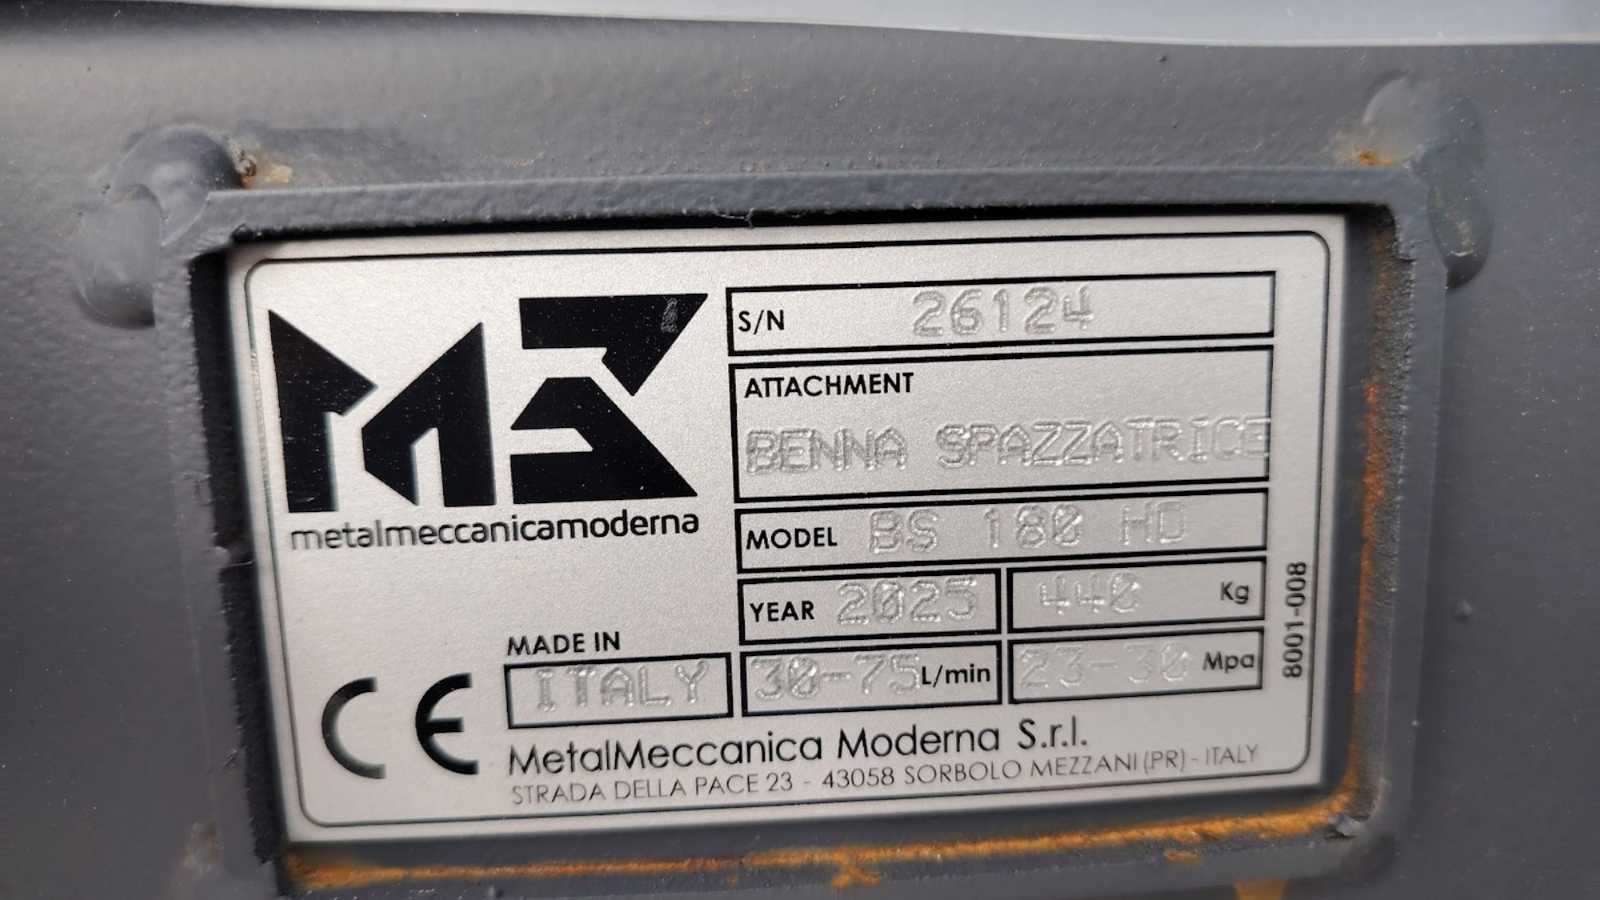 M3
metalmeccanicamoderna
S/N 26124
ATTACHMENT
BENNA SPAZZATRICE
MODEL BS 180 HD
YEAR 2025
440 Kg
MADE IN
ITALY
30-75 L/min
23-30 Mpa
8001-008
CE
MetalMeccanica Moderna S.r.l.
STRADA DELLA PACE 23 - 43058 SORBOLO MEZZANI (PR) - ITALY